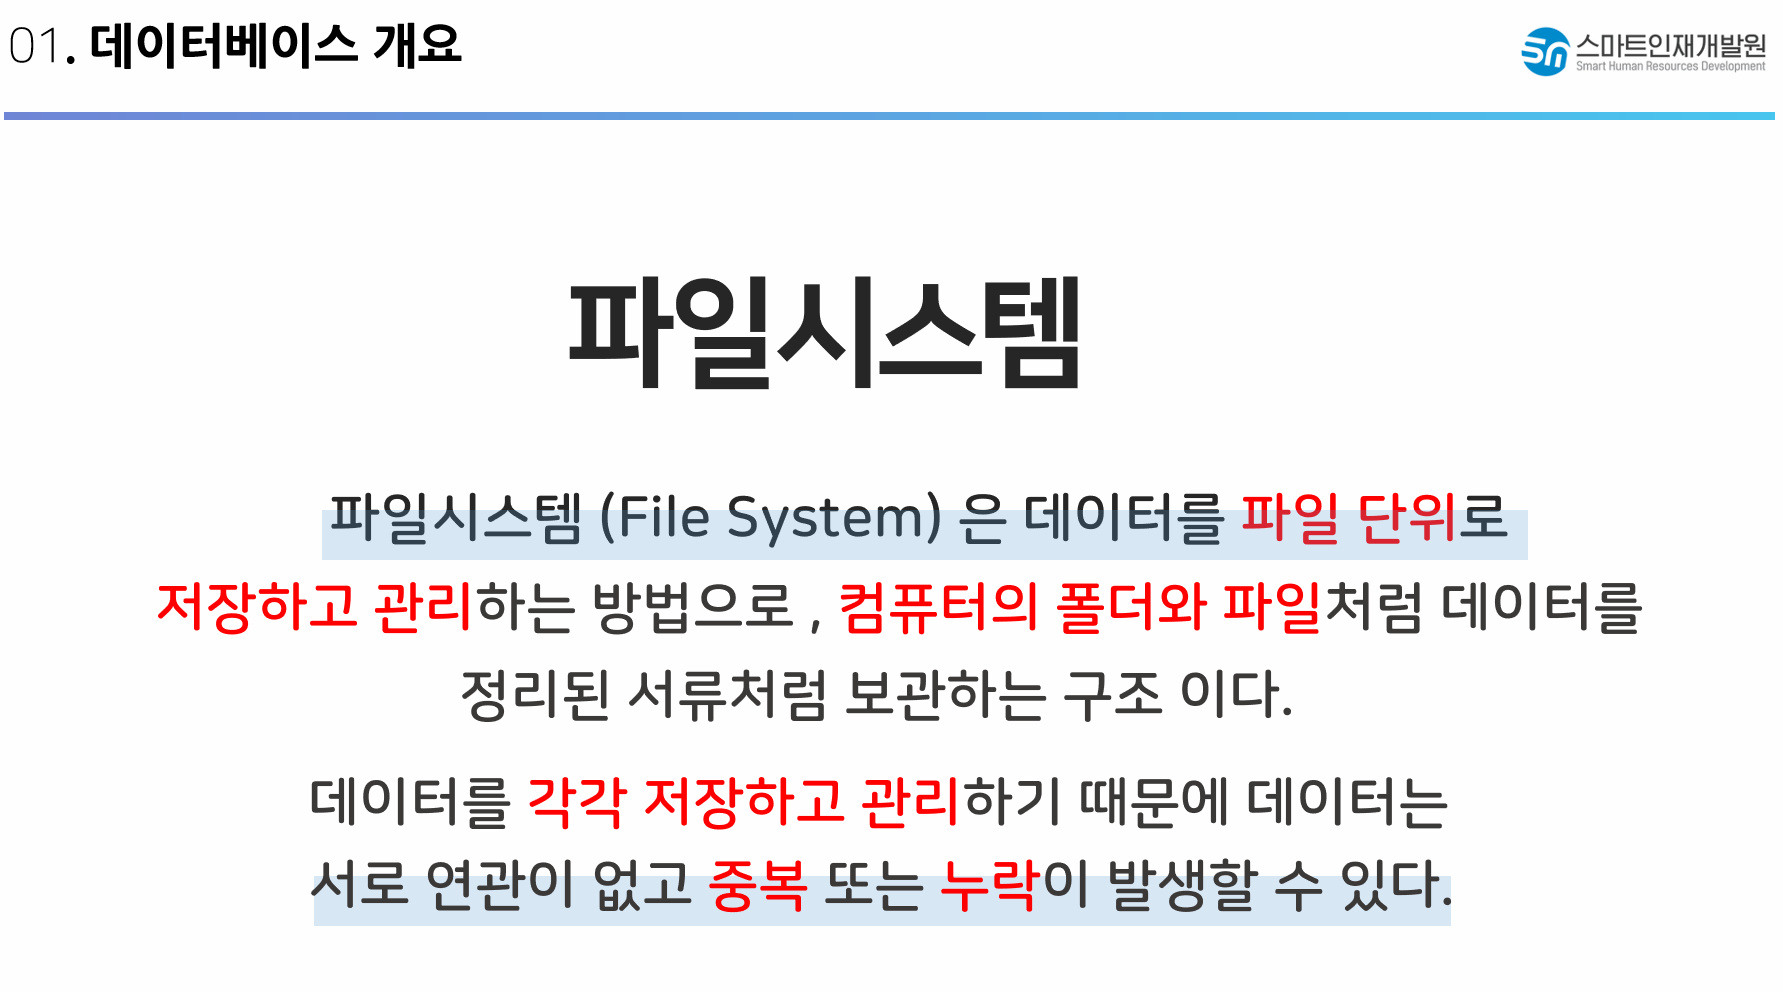 01. 데이터베이스 개요
스마트인재개발원
Smart Human Resources Development
파일시스템
파일시스템 (File System) 은 데이터를 파일 단위로
저장하고 관리하는 방법으로 , 컴퓨터의 폴더와 파일처럼 데이터를
정리된 서류처럼 보관하는 구조 이다.
데이터를 각각 저장하고 관리하기 때문에 데이터는
서로 연관이 없고 중복 또는 누락이 발생할 수 있다.